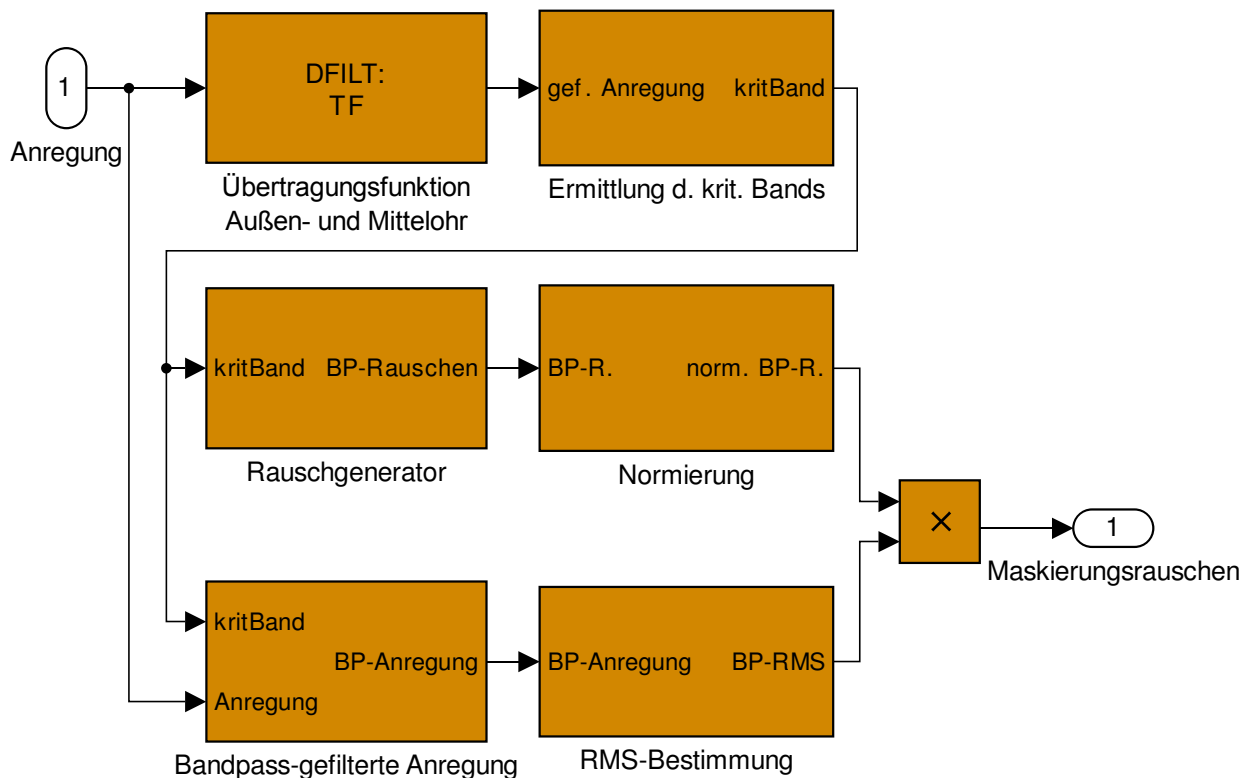 1
Anregung
DFILT:
TF
Übertragungsfunktion
Außen- und Mittelohr
gef. Anregung
kritBand
Ermittlung d. krit. Bands
kritBand
BP-Rauschen
Rauschgenerator
BP-R.
norm. BP-R.
Normierung
×
1
Maskierungsrauschen
kritBand
BP-Anregung
Anregung
Bandpass-gefilterte Anregung
BP-Anregung
BP-RMS
RMS-Bestimmung